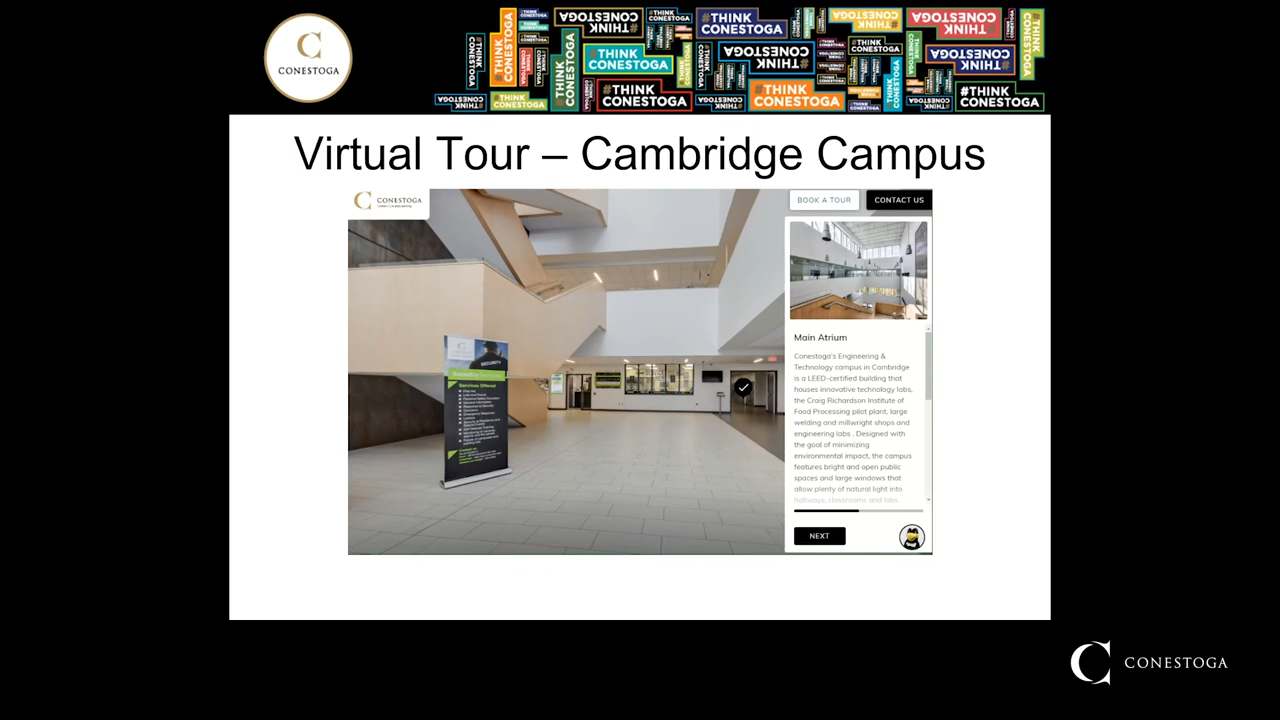 C
CONESTOGA
#THINK
CONESTOGA
Virtual Tour – Cambridge Campus
CONESTOGA
BOOK A TOUR
CONTACT US
SECURITY
Services Offered
Main Atrium
Conestoga's Engineering &
Technology campus in Cambridge
is a LEED-certified building that
houses innovative technology labs,
the Craig Richardson Institute of
Food Processing pilot plant, large
welding and millwright shops and
engineering labs . Designed with
the goal of minimizing
environmental impact, the campus
features bright and open public
spaces and large windows that
allow plenty of natural light into
hallways, classrooms and labs.
NEXT
CONESTOGA